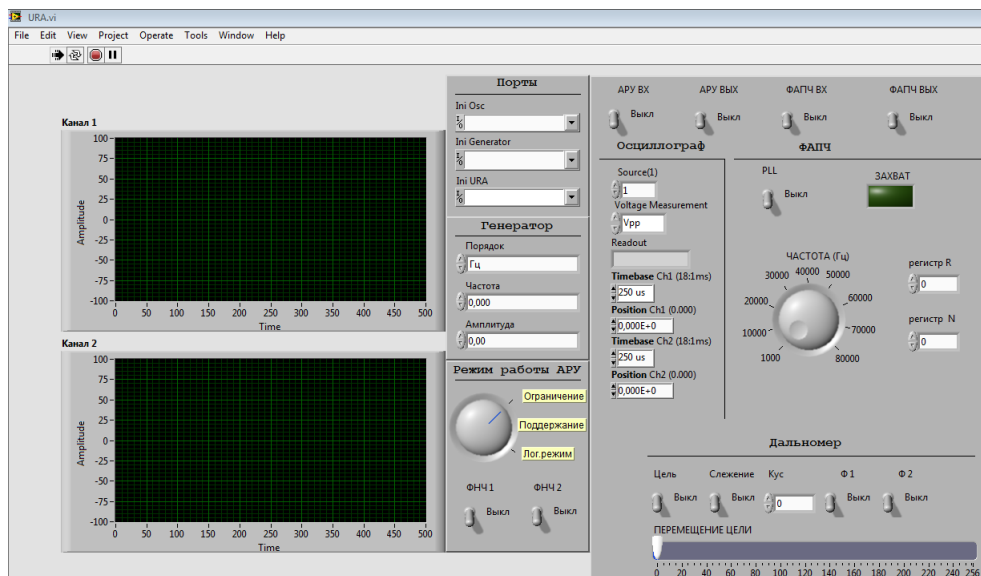 URA.vi
File Edit View Project Operate Tools Window Help
Канал 1
Amplitude
100
75
50
25
0
-25
-50
-75
-100
0 50 100 150 200 250 300 350 400 450 500
Time
Канал 2
Amplitude
100
75
50
25
0
-25
-50
-75
-100
0 50 100 150 200 250 300 350 400 450 500
Time
Порты
Ini Osc
Ini Generator
Ini URA
Генератор
Порядок
Гц
Частота
0,000
Амплитуда
0,00
Режим работы АРУ
Ограничение
Поддержание
Лог.режим
ФНЧ 1 ФНЧ 2
Выкл Выкл
АРУ ВХ АРУ ВЫХ ФАПЧ ВХ ФАПЧ ВЫХ
Выкл Выкл Выкл Выкл
Осциллограф
Source(1)
1
Voltage Measurement
Vpp
Readout
Timebase Ch1 (18:1ms)
250 us
Position Ch1 (0.000)
0,000E+0
Timebase Ch2 (18:1ms)
250 us
Position Ch2 (0.000)
0,000E+0
ФАПЧ
PLL
Выкл
ЗАХВАТ
ЧАСТОТА (Гц)
1000 10000 20000 30000 40000 50000 60000 70000 80000
регистр R
0
регистр N
0
Дальномер
Цель Слежение Кус Ф1 Ф2
Выкл Выкл 0 Выкл Выкл
ПЕРЕМЕЩЕНИЕ ЦЕЛИ
0 20 40 60 80 100 120 140 160 180 200 220 240 256